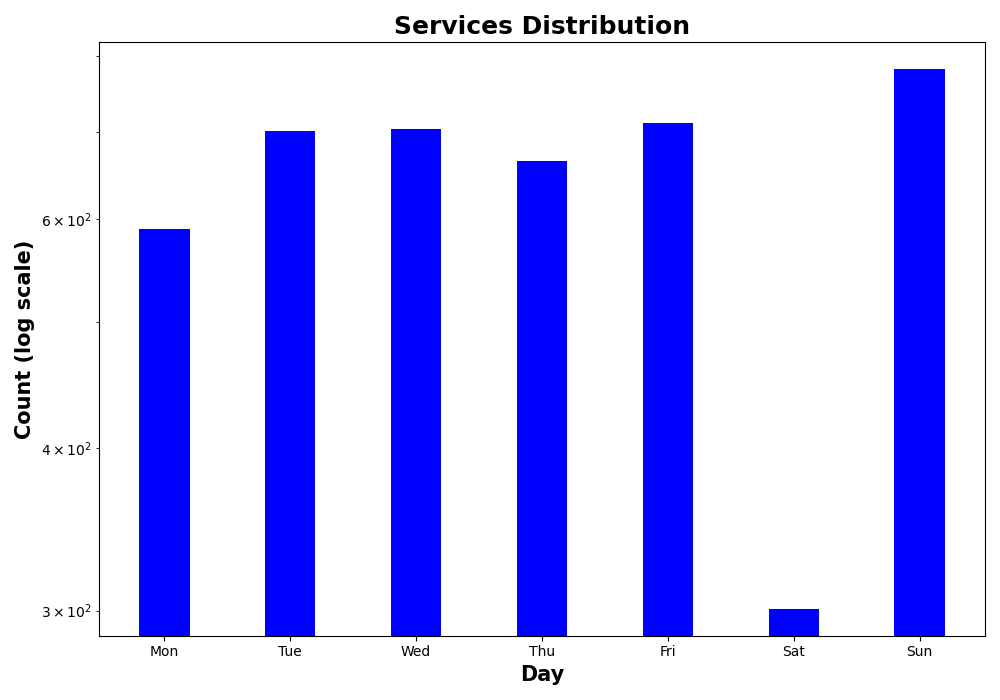 Services Distribution
Count (log scale)
6 × 10²
4 × 10²
3 × 10²
Mon Tue Wed Thu Fri Sat Sun
Day